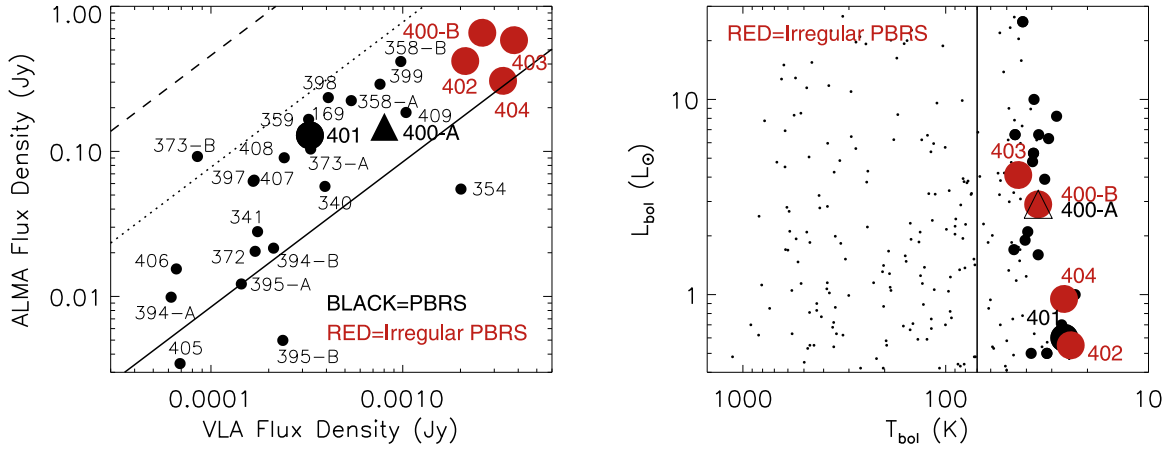 1.00
0.10
0.01
ALMA Flux Density (Jy)
400-B
358-B
403
399
402
398
404
358-A
359
169
409
401
400-A
373-B
408
373-A
397
407
340
354
341
406
372
394-B
395-A
BLACK=PBRS
394-A
RED=Irregular PBRS
405
395-B
0.0001
0.0010
VLA Flux Density (Jy)
RED=Irregular PBRS
10
1
L_bol (L_⊙)
403
400-B
400-A
404
401
402
1000
100
10
T_bol (K)